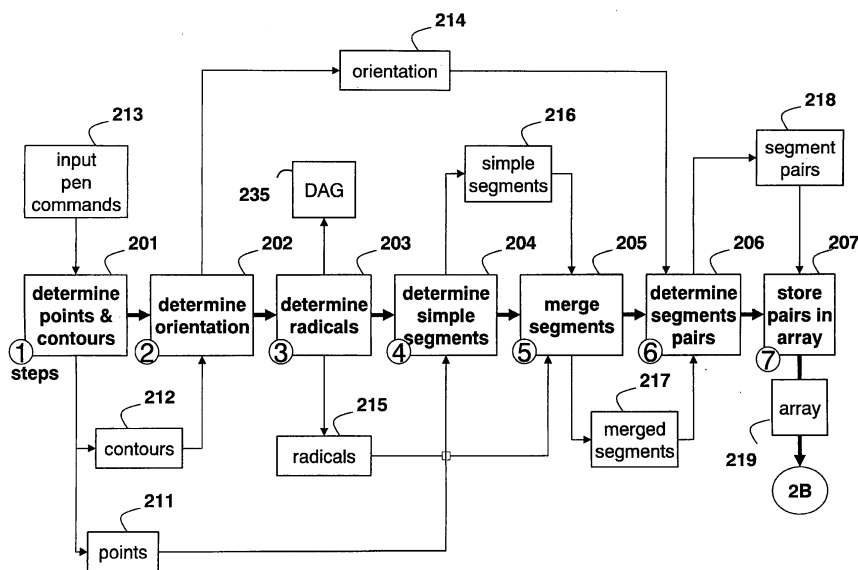 214
orientation
213
input
pen
commands
216
simple
segments
218
segment
pairs
235
DAG
201
determine
points &
contours
1
steps
202
determine
orientation
2
203
determine
radicals
3
204
determine
simple
segments
4
205
merge
segments
5
206
determine
segments
pairs
6
207
store
pairs in
array
7
212
contours
215
radicals
217
merged
segments
array
219
2B
211
points